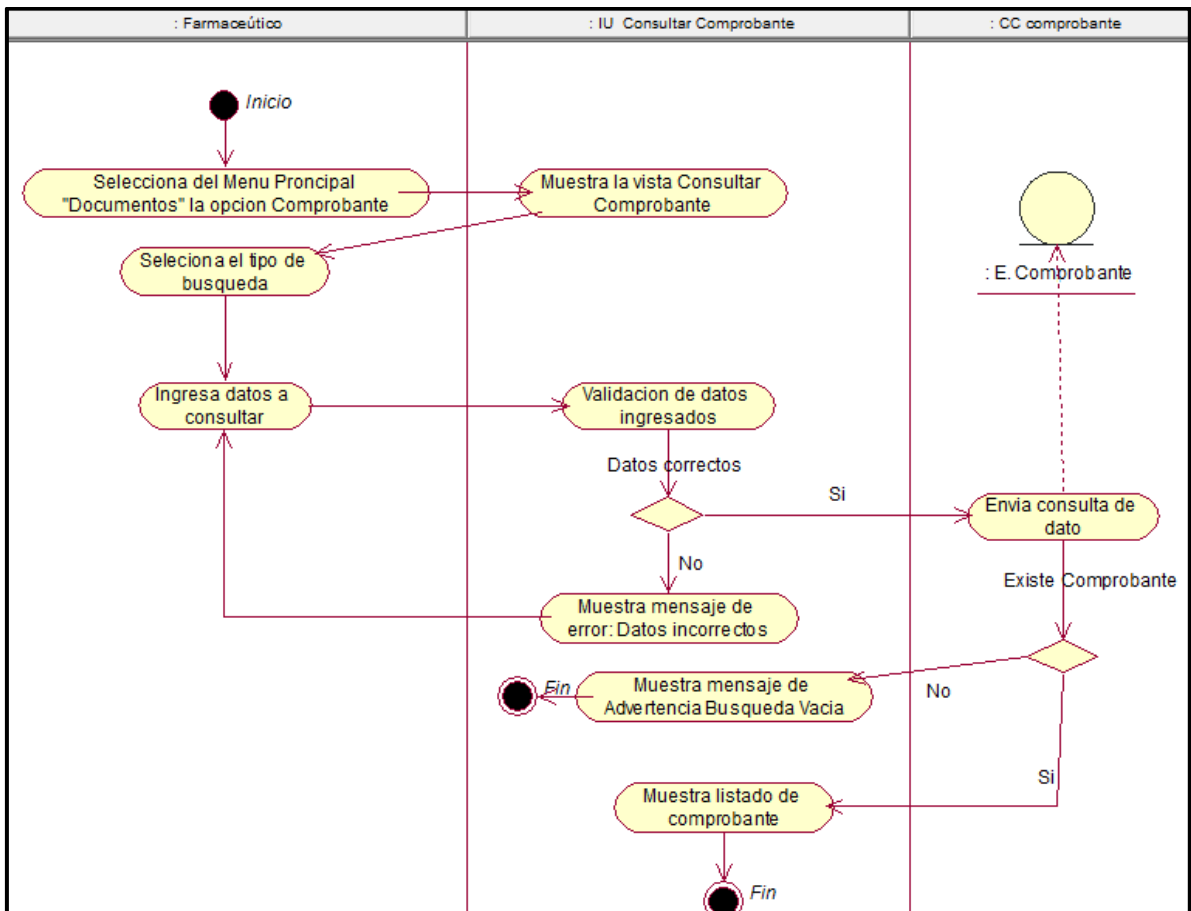 : Farmaceútico
: IU Consultar Comprobante
: CC comprobante
Inicio
Selecciona del Menu Proncipal
"Documentos" la opcion Comprobante
Muestra la vista Consultar
Comprobante
Seleciona el tipo de
busqueda
: E. Comprobante
Ingresa datos a
consultar
Validacion de datos
ingresados
Datos correctos
Si
Envia consulta de
dato
No
Existe Comprobante
Muestra mensaje de
error: Datos incorrectos
Fin
Muestra mensaje de
Advertencia Busqueda Vacia
No
Si
Muestra listado de
comprobante
Fin